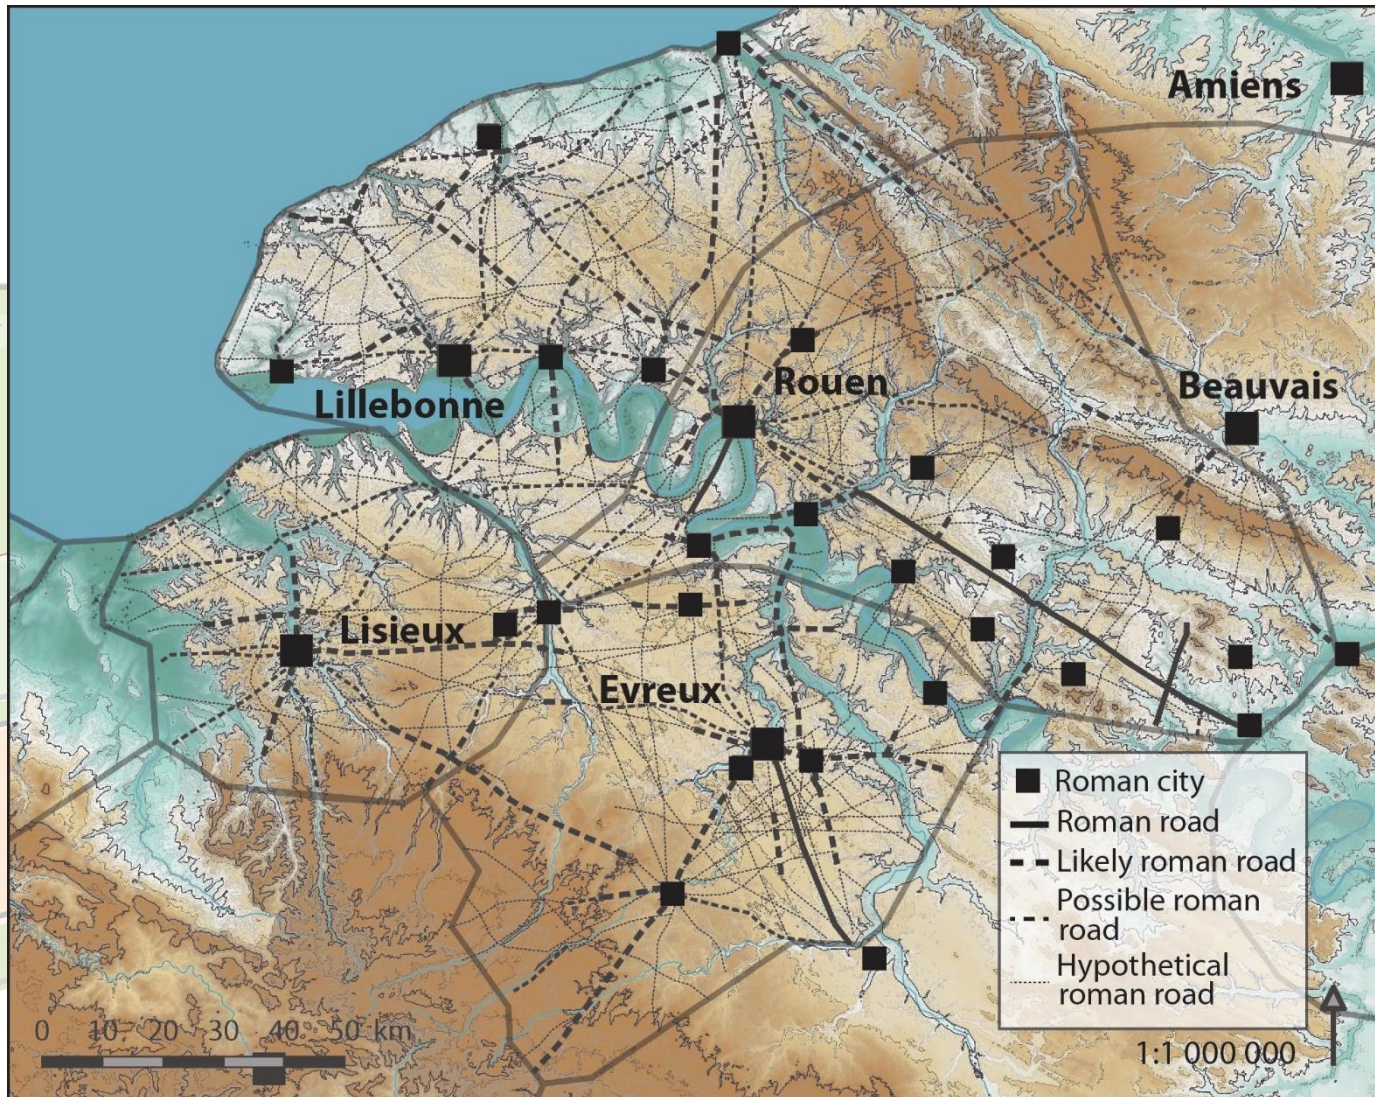 Amiens
Rouen
Beauvais
Lillebonne
Lisieux
Evreux
Roman city
Roman road
Likely roman road
Possible roman
road
Hypothetical
roman road
0 10 20 30 40 50 km
1:1 000 000